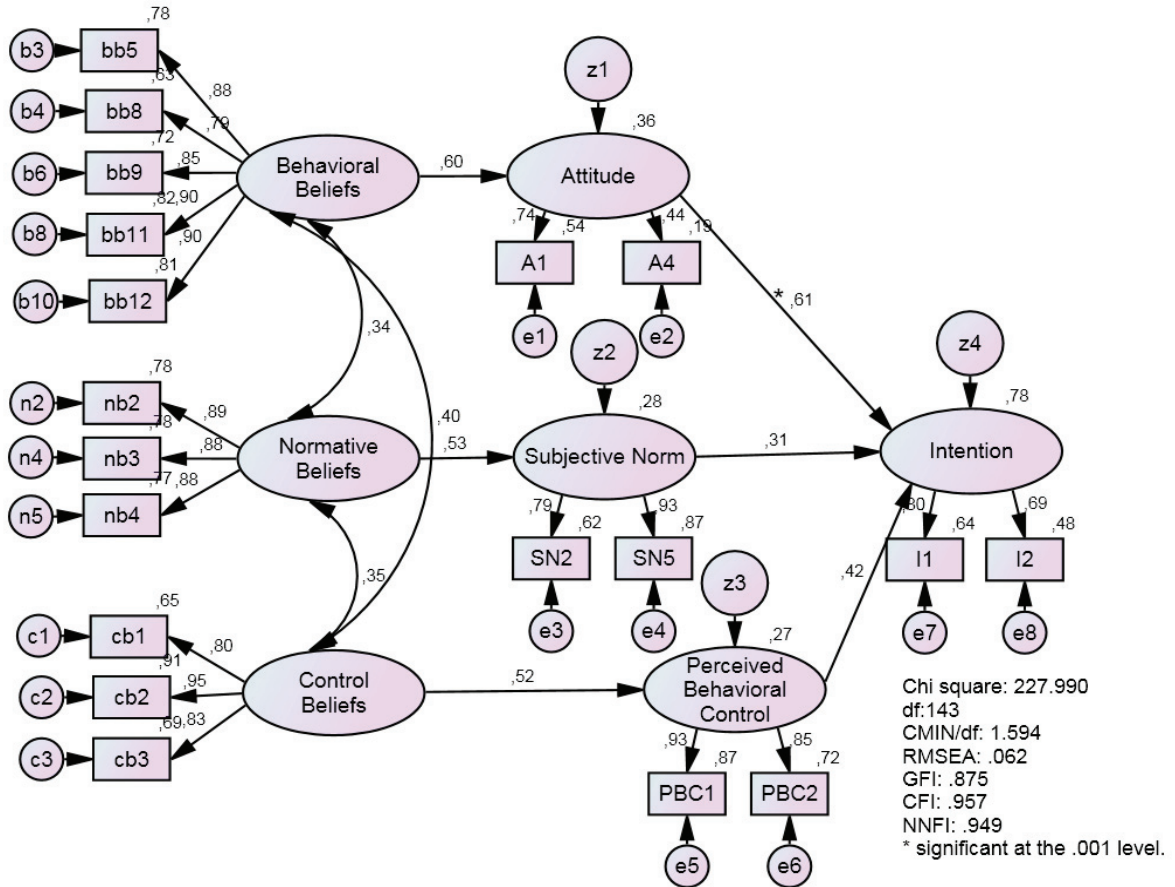 ,78
b3
bb5
,88
,63
b4
bb8
,79
,72
b6
bb9
,85
,82
,90
b8
bb11
,90
,81
b10
bb12
Behavioral
Beliefs
,60
z1
,36
Attitude
,74
,54
,44
,19
A1
A4
e1
e2
* ,61
,34
,40
,78
n2
nb2
,89
,78
n4
nb3
,88
,77
,88
n5
nb4
Normative
Beliefs
,53
z2
,28
Subjective Norm
,31
,79
,62
,93
,87
SN2
SN5
e3
e4
z4
,78
Intention
,80
,64
,69
,48
I1
I2
e7
e8
,35
,65
c1
cb1
,80
,91
c2
cb2
,95
,69
,83
c3
cb3
Control
Beliefs
,52
z3
,27
Perceived
Behavioral
Control
,42
,93
,87
,85
,72
PBC1
PBC2
e5
e6
Chi square: 227.990
df:143
CMIN/df: 1.594
RMSEA: .062
GFI: .875
CFI: .957
NNFI: .949
* significant at the .001 level.